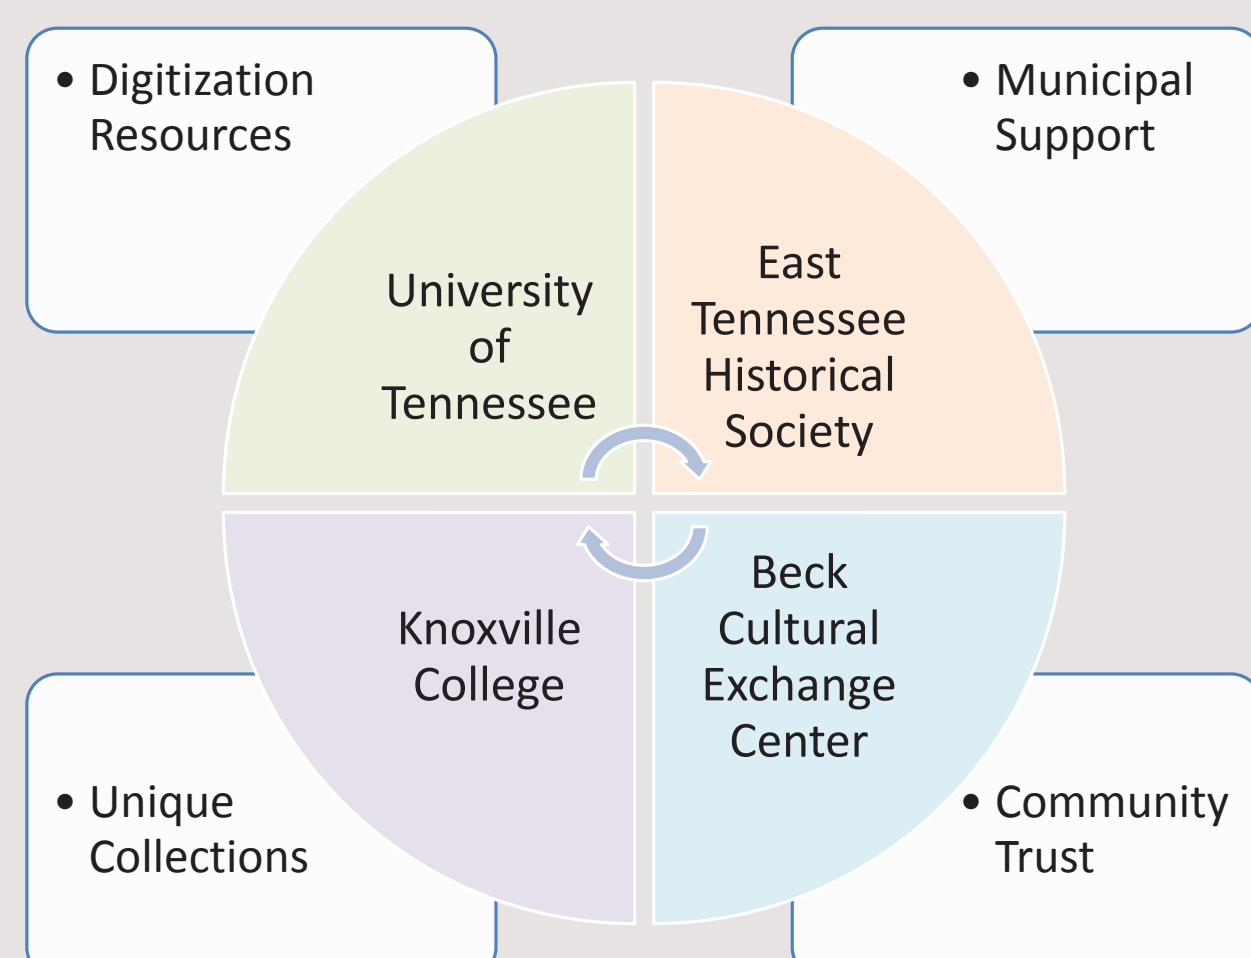 • Digitization
Resources
• Municipal
Support
University
of
Tennessee
East
Tennessee
Historical
Society
Knoxville
College
Beck
Cultural
Exchange
Center
• Unique
Collections
• Community
Trust